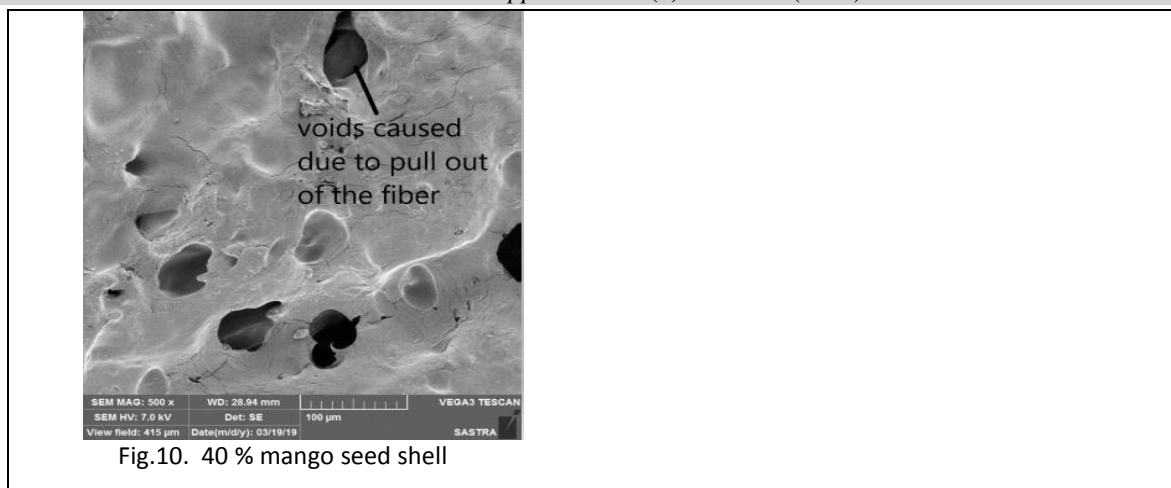 voids caused
due to pull out
of the fiber
SEM MAG: 500 x WD: 28.94 mm VEGA3 TESCAN
SEM HV: 7.0 kV Det: SE 100 µm
View field: 415 µm Date(m/d/y): 03/19/19 SASTRA
Fig.10. 40 % mango seed shell